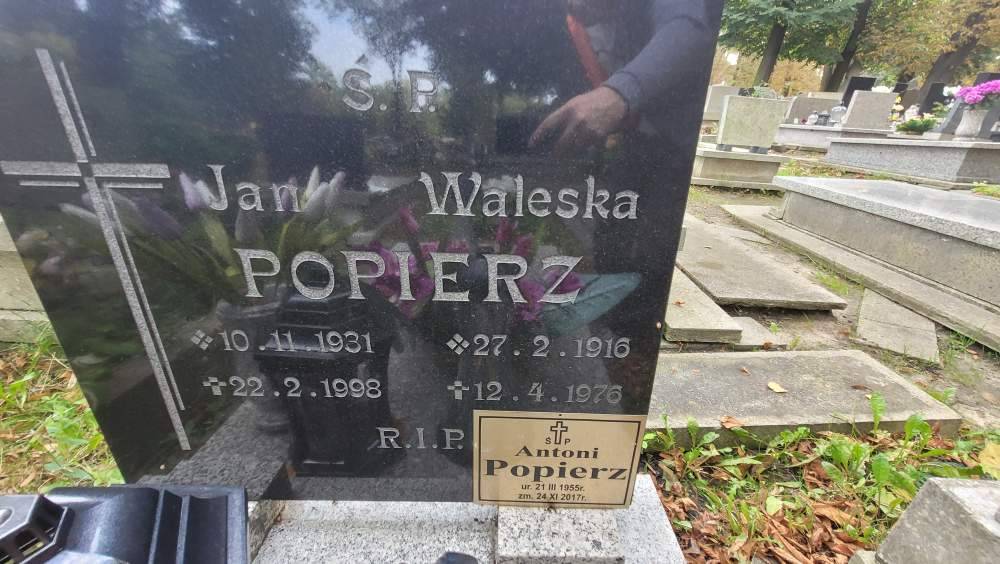 Ś. P.
Jan Waleska
POPIERZ
10. 11. 1931 27. 2. 1916
22. 2. 1998 12. 4. 1976
R.I.P.
Ś P
Antoni
Popierz
ur. 21 III 1955r.
zm. 24 XI 2017r.